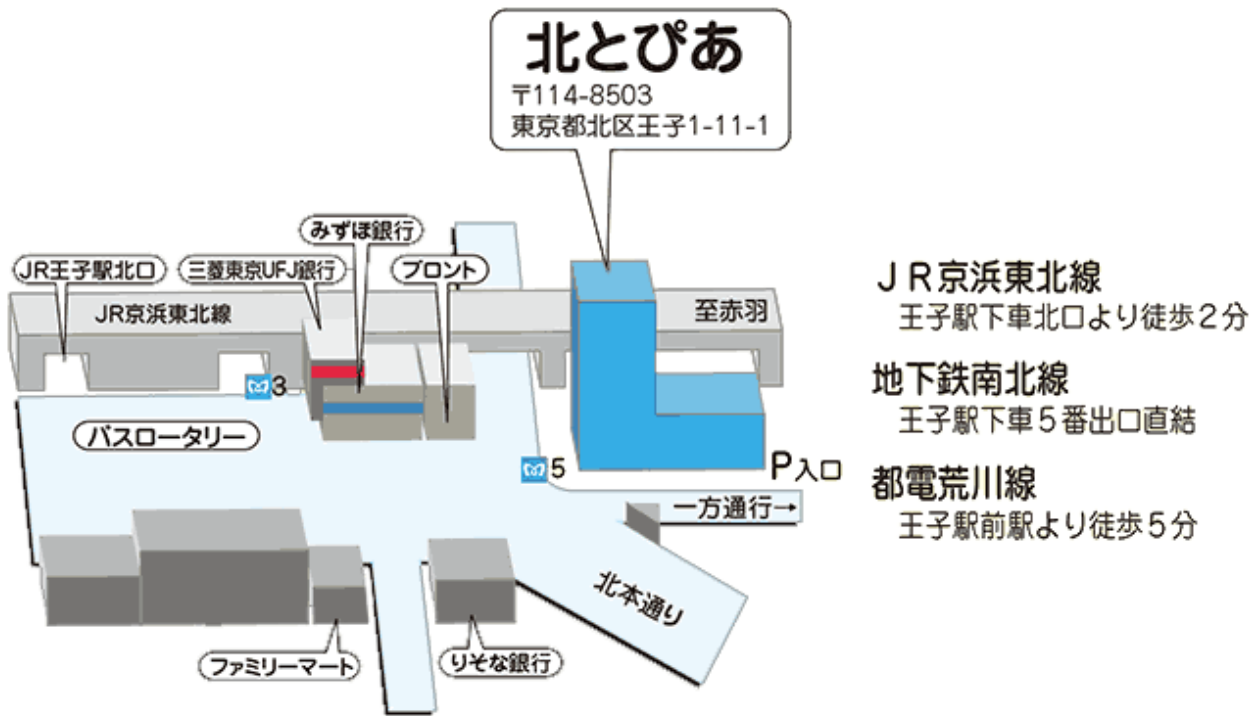 北とぴあ
〒114-8503
東京都北区王子1-11-1
みずほ銀行
JR王子駅北口
三菱東京UFJ銀行
プロント
JR京浜東北線
至赤羽
3
バスロータリー
5
P入口
一方通行→
北本通り
ファミリーマート
りそな銀行
JR京浜東北線
王子駅下車北口より徒歩2分
地下鉄南北線
王子駅下車5番出口直結
都電荒川線
王子駅前駅より徒歩5分